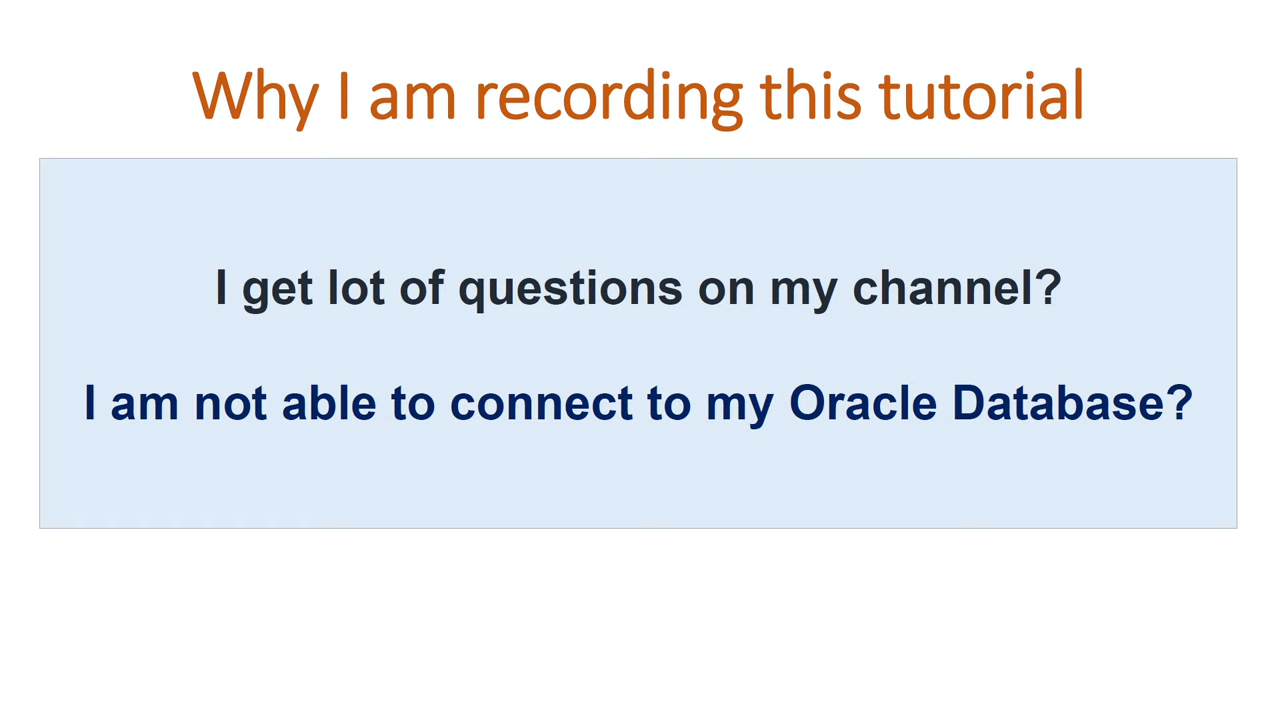 Why I am recording this tutorial
I get lot of questions on my channel?
I am not able to connect to my Oracle Database?